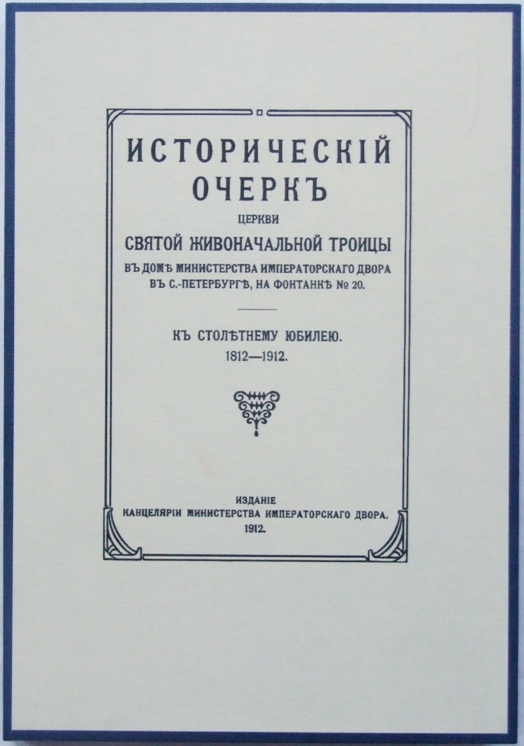 ИСТОРИЧЕСКІЙ
ОЧЕРКЪ
ЦЕРКВИ
СВЯТОЙ ЖИВОНАЧАЛЬНОЙ ТРОИЦЫ
ВЪ ДОМѢ МИНИСТЕРСТВА ИМПЕРАТОРСКАГО ДВОРА
ВЪ С.-ПЕТЕРБУРГѢ, НА ФОНТАНКѢ № 20.
КЪ СТОЛѢТНЕМУ ЮБИЛЕЮ.
1812—1912.
ИЗДАНІЕ
КАНЦЕЛЯРІИ МИНИСТЕРСТВА ИМПЕРАТОРСКАГО ДВОРА.
1912.